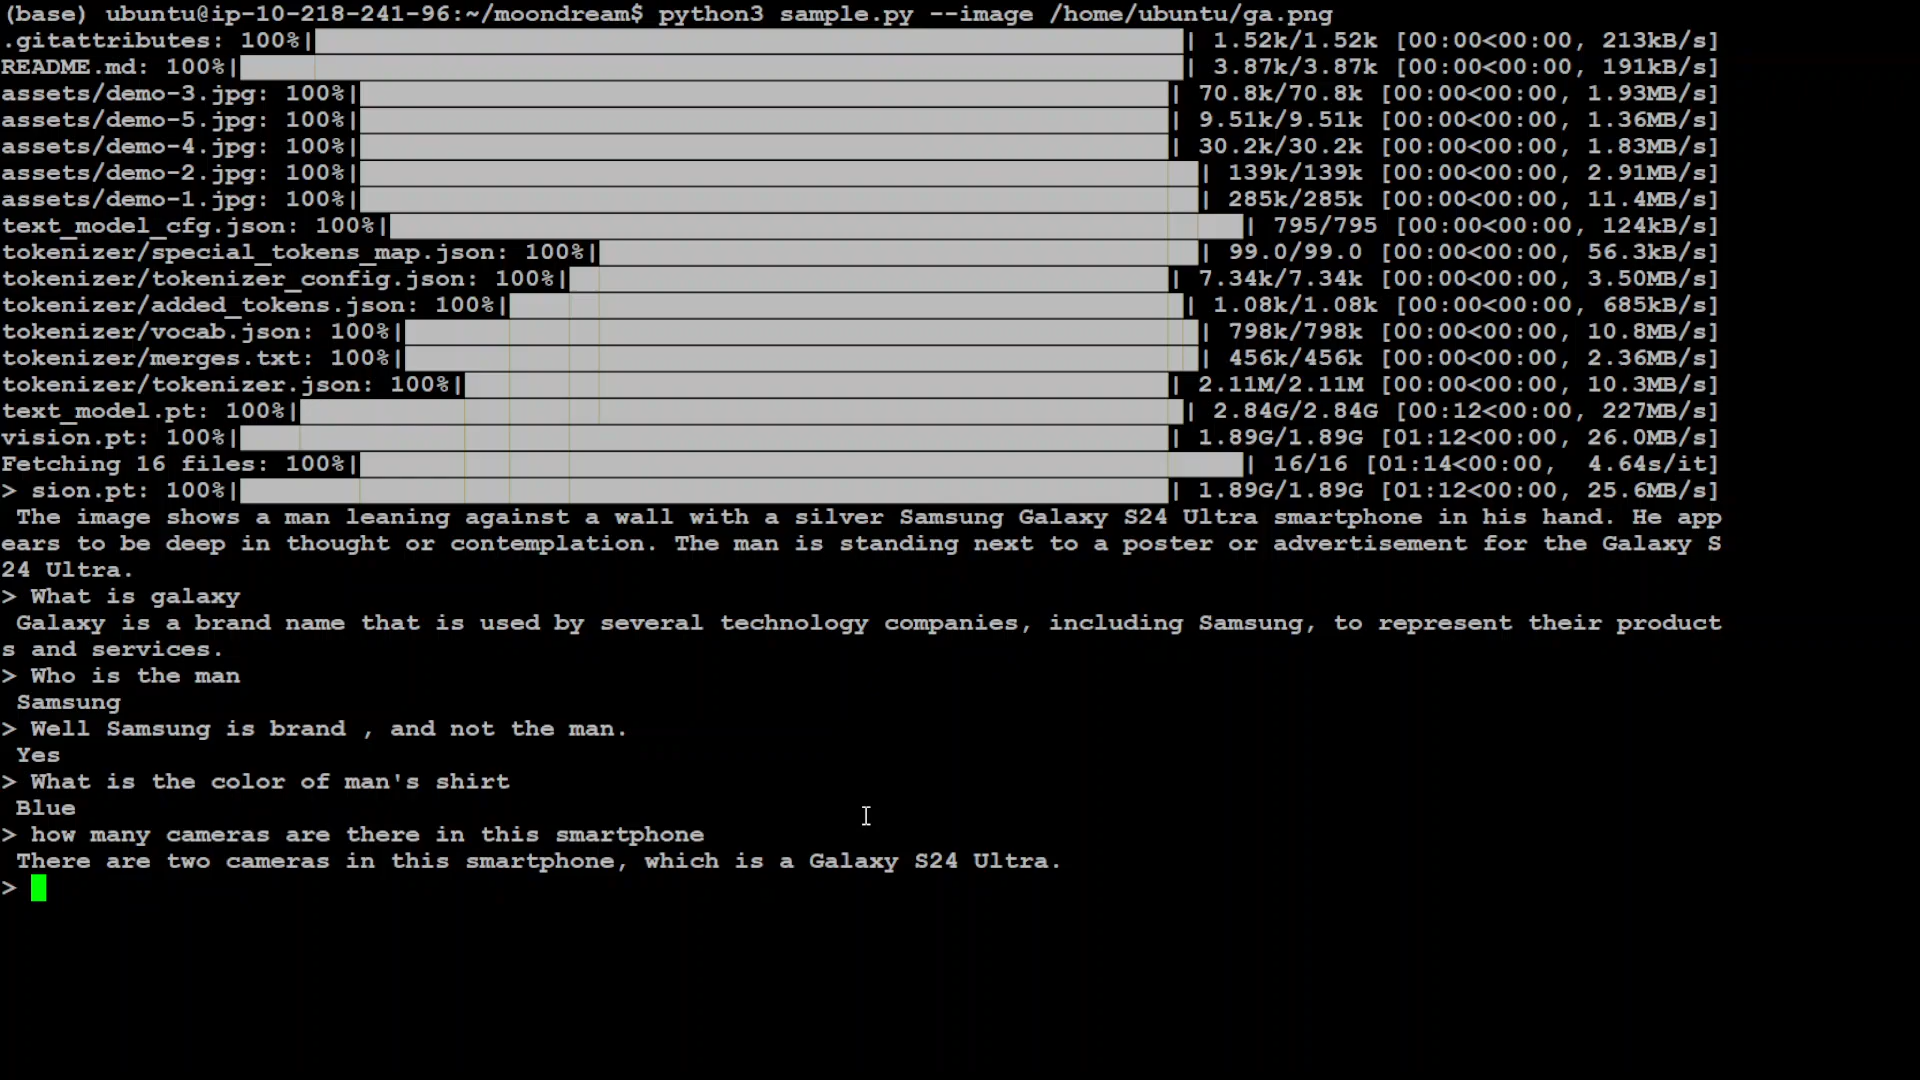 (base) ubuntu@ip-10-218-241-96:~/moondream$ python3 sample.py --image /home/ubuntu/ga.png
.gitattributes: 100%| | 1.52k/1.52k [00:00<00:00, 213kB/s]
README.md: 100%| | 3.87k/3.87k [00:00<00:00, 191kB/s]
assets/demo-3.jpg: 100%| | 70.8k/70.8k [00:00<00:00, 1.93MB/s]
assets/demo-5.jpg: 100%| | 9.51k/9.51k [00:00<00:00, 1.36MB/s]
assets/demo-4.jpg: 100%| | 30.2k/30.2k [00:00<00:00, 1.83MB/s]
assets/demo-2.jpg: 100%| | 139k/139k [00:00<00:00, 2.91MB/s]
assets/demo-1.jpg: 100%| | 285k/285k [00:00<00:00, 11.4MB/s]
text_model_cfg.json: 100%| | 795/795 [00:00<00:00, 124kB/s]
tokenizer/special_tokens_map.json: 100%| | 99.0/99.0 [00:00<00:00, 56.3kB/s]
tokenizer/tokenizer_config.json: 100%| | 7.34k/7.34k [00:00<00:00, 3.50MB/s]
tokenizer/added_tokens.json: 100%| | 1.08k/1.08k [00:00<00:00, 685kB/s]
tokenizer/vocab.json: 100%| | 798k/798k [00:00<00:00, 10.8MB/s]
tokenizer/merges.txt: 100%| | 456k/456k [00:00<00:00, 2.36MB/s]
tokenizer/tokenizer.json: 100%| | 2.11M/2.11M [00:00<00:00, 10.3MB/s]
text_model.pt: 100%| | 2.84G/2.84G [00:12<00:00, 227MB/s]
vision.pt: 100%| | 1.89G/1.89G [01:12<00:00, 26.0MB/s]
Fetching 16 files: 100%| | 16/16 [01:14<00:00, 4.64s/it]
> sion.pt: 100%| | 1.89G/1.89G [01:12<00:00, 25.6MB/s]
The image shows a man leaning against a wall with a silver Samsung Galaxy S24 Ultra smartphone in his hand. He app
ears to be deep in thought or contemplation. The man is standing next to a poster or advertisement for the Galaxy S
24 Ultra.
> What is galaxy
Galaxy is a brand name that is used by several technology companies, including Samsung, to represent their product
s and services.
> Who is the man
Samsung
> Well Samsung is brand , and not the man.
Yes
> What is the color of man's shirt
Blue
> how many cameras are there in this smartphone
There are two cameras in this smartphone, which is a Galaxy S24 Ultra.
>